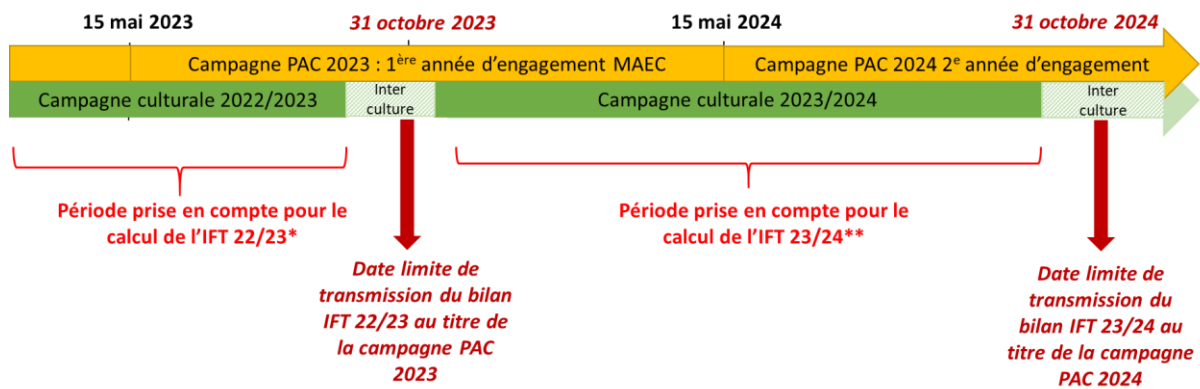 15 mai 2023
31 octobre 2023
15 mai 2024
31 octobre 2024
Campagne PAC 2023 : 1ère année d’engagement MAEC
Campagne PAC 2024 2e année d’engagement
Campagne culturale 2022/2023
Inter
culture
Campagne culturale 2023/2024
Inter
culture
Période prise en compte pour le
calcul de l’IFT 22/23*
Période prise en compte pour le
calcul de l’IFT 23/24**
Date limite de
transmission du bilan
IFT 22/23 au titre de
la campagne PAC
2023
Date limite de
transmission du
bilan IFT 23/24 au
titre de la campagne
PAC 2024